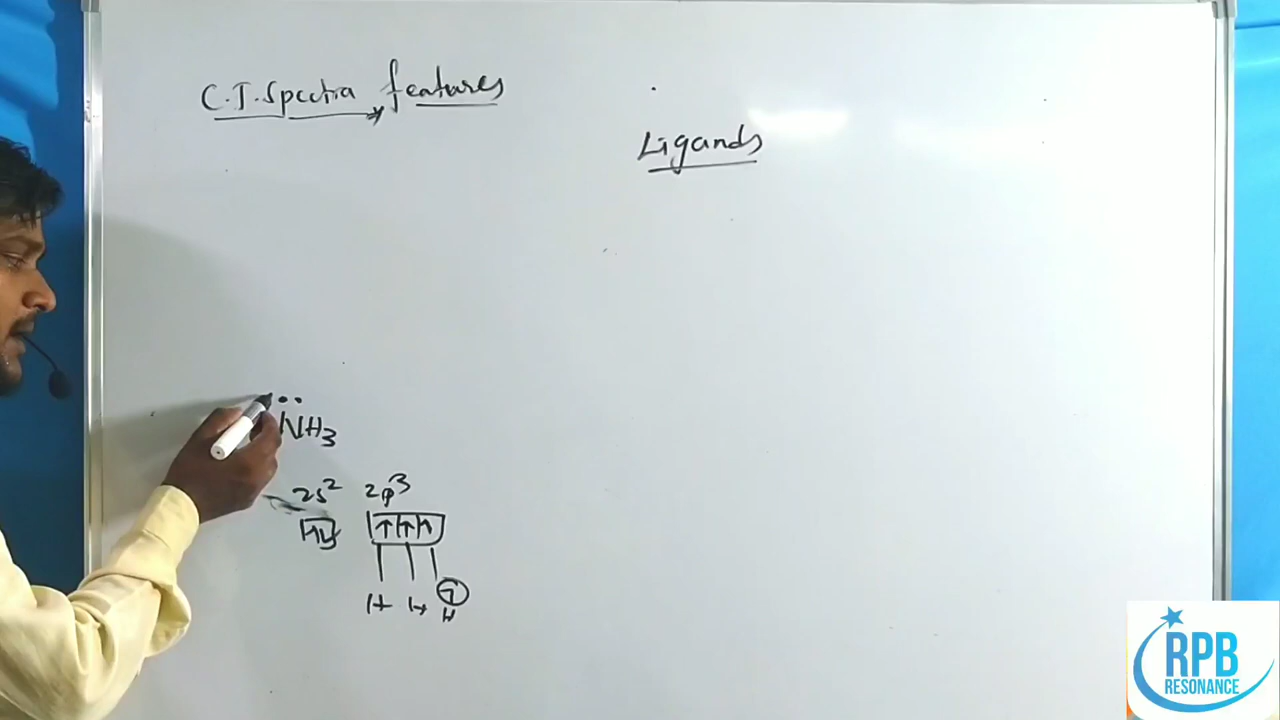 C.T. Spectra features
Ligands
NH3
2s² 2p³
H H H
RPB
RESONANCE